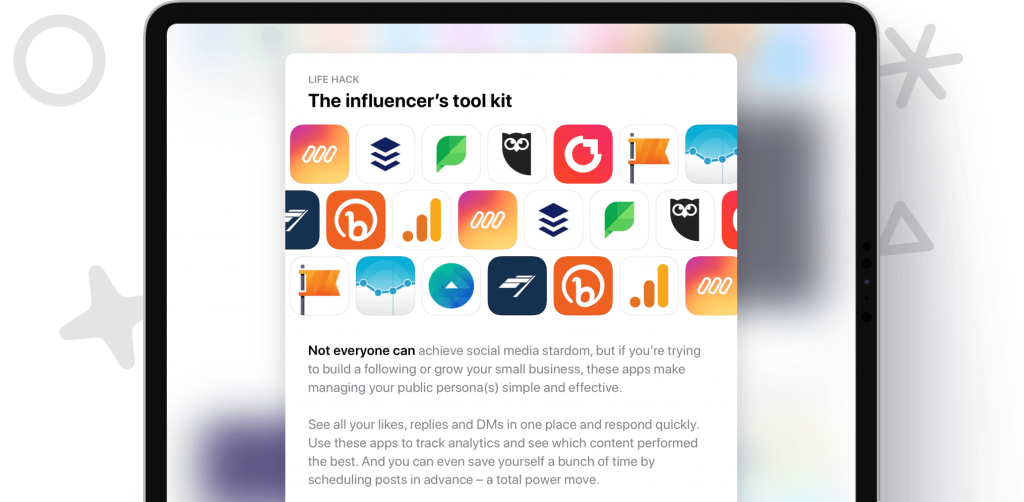 LIFE HACK
The influencer’s tool kit
Not everyone can achieve social media stardom, but if you’re trying
to build a following or grow your small business, these apps make
managing your public persona(s) simple and effective.
See all your likes, replies and DMs in one place and respond quickly.
Use these apps to track analytics and see which content performed
the best. And you can even save yourself a bunch of time by
scheduling posts in advance – a total power move.